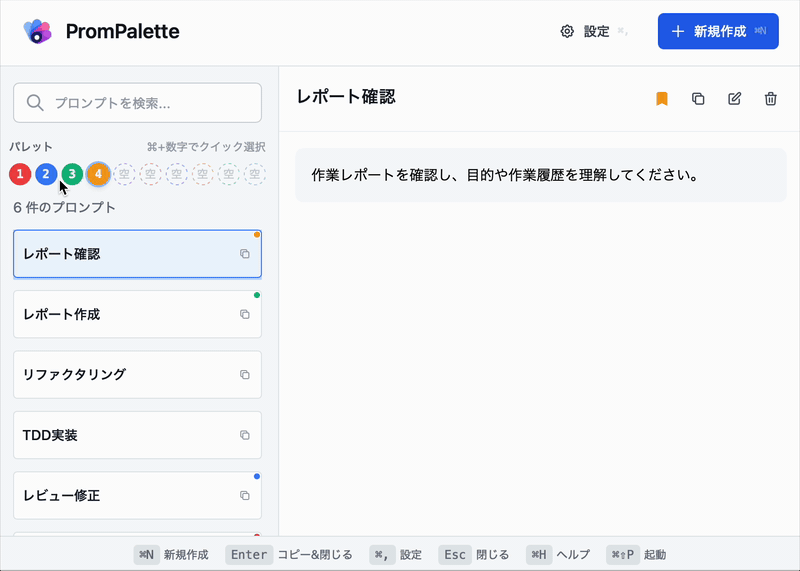 PromPalette
設定 ⌘,
新規作成 ⌘N
プロンプトを検索...
パレット ⌘+数字でクイック選択
1 2 3 4 空 空 空 空 空 空
6 件のプロンプト
レポート確認
レポート作成
リファクタリング
TDD実装
レビュー修正
レポート確認
作業レポートを確認し、目的や作業履歴を理解してください。
⌘N 新規作成 Enter コピー&閉じる ⌘, 設定 Esc 閉じる ⌘H ヘルプ ⌘⇧P 起動